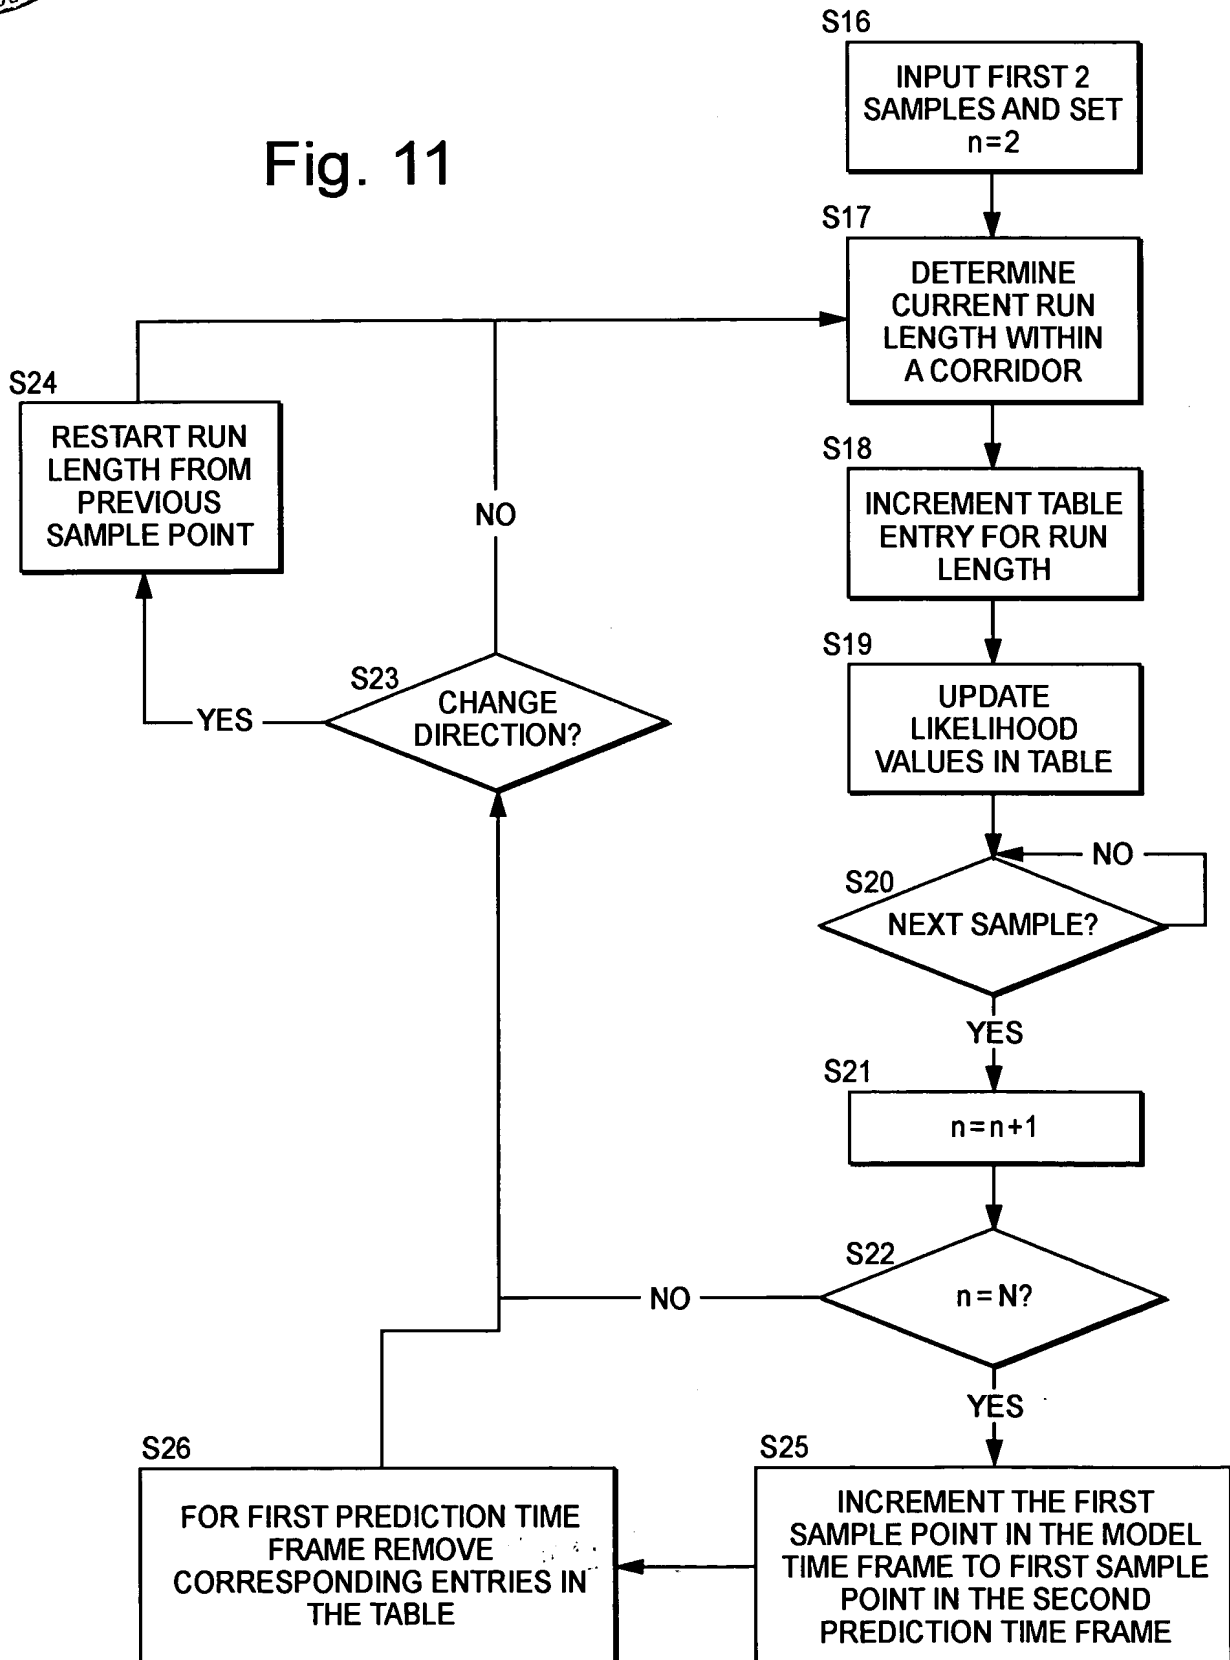 Fig. 11
S16
INPUT FIRST 2
SAMPLES AND SET
n=2
S17
DETERMINE
CURRENT RUN
LENGTH WITHIN
A CORRIDOR
S18
INCREMENT TABLE
ENTRY FOR RUN
LENGTH
S19
UPDATE
LIKELIHOOD
VALUES IN TABLE
S20
NEXT SAMPLE?
NO
YES
S21
n=n+1
S22
n=N?
NO
YES
S23
CHANGE
DIRECTION?
NO
YES
S24
RESTART RUN
LENGTH FROM
PREVIOUS
SAMPLE POINT
S25
INCREMENT THE FIRST
SAMPLE POINT IN THE MODEL
TIME FRAME TO FIRST SAMPLE
POINT IN THE SECOND
PREDICTION TIME FRAME
S26
FOR FIRST PREDICTION TIME
FRAME REMOVE
CORRESPONDING ENTRIES IN
THE TABLE